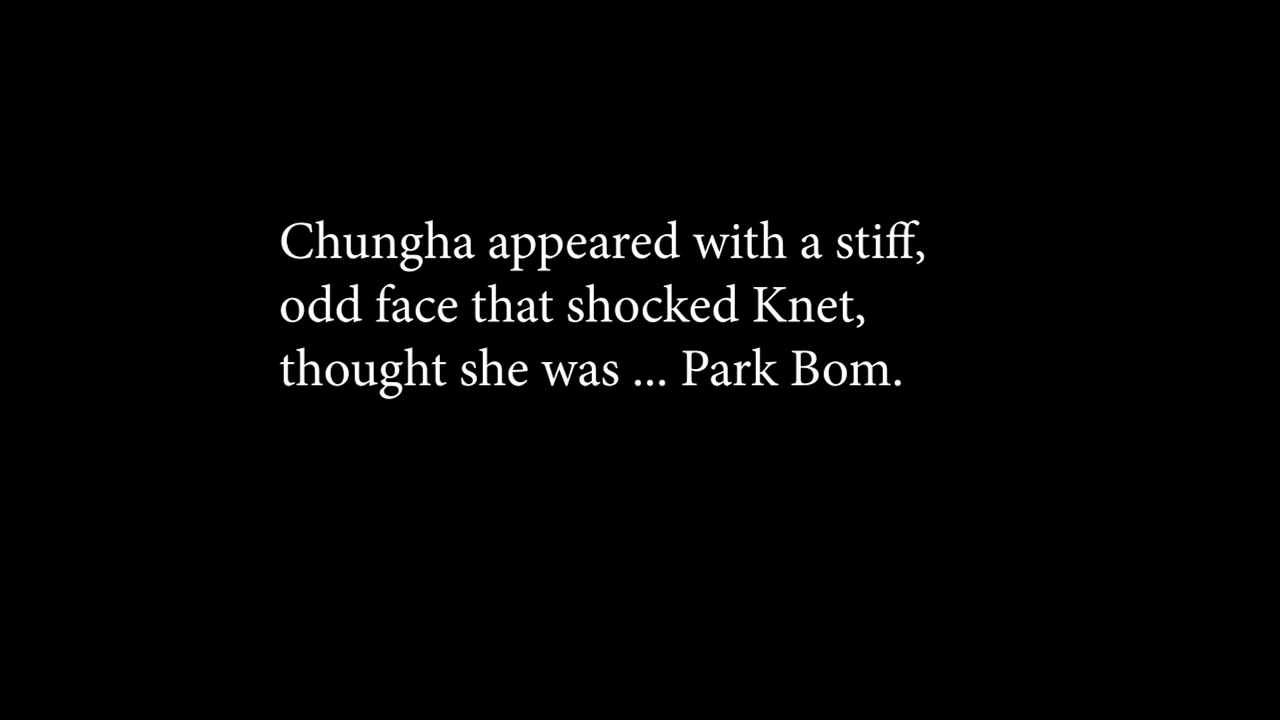 Chungha appeared with a stiff,
odd face that shocked Knet,
thought she was ... Park Bom.